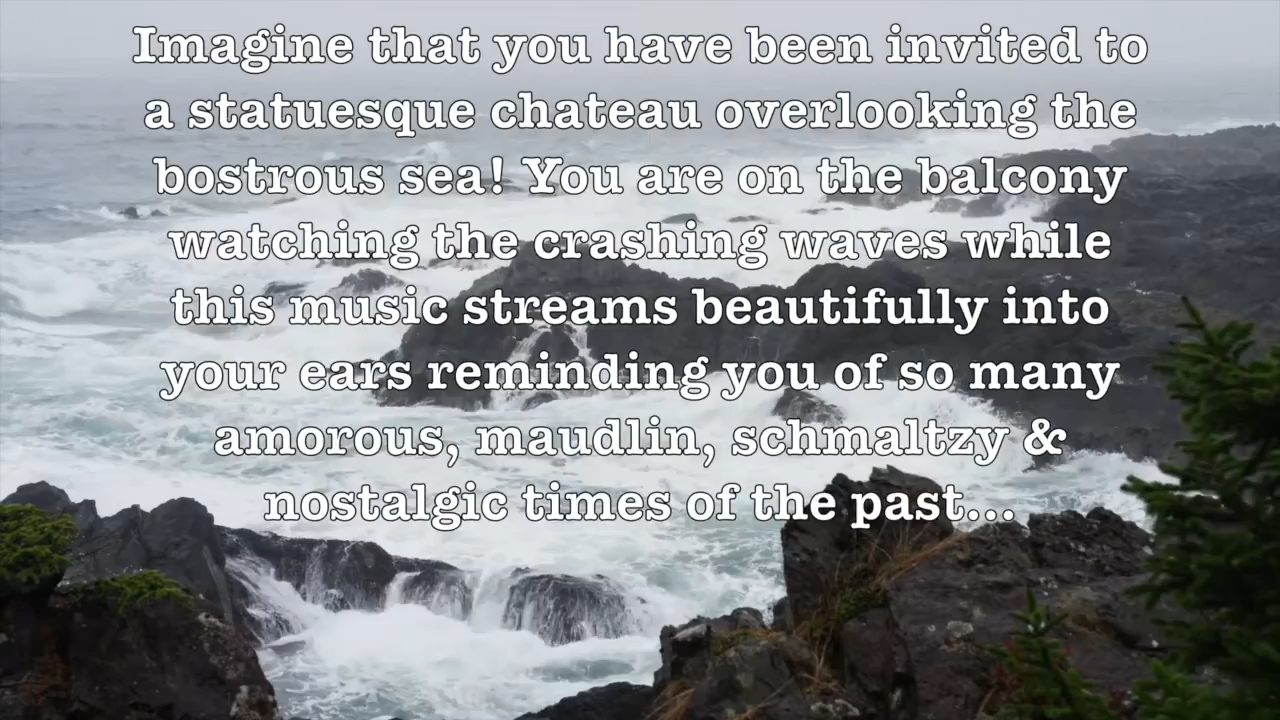 Imagine that you have been invited to
a statuesque chateau overlooking the
bostrous sea! You are on the balcony
watching the crashing waves while
this music streams beautifully into
your ears reminding you of so many
amorous, maudlin, schmaltzy &
nostalgic times of the past...